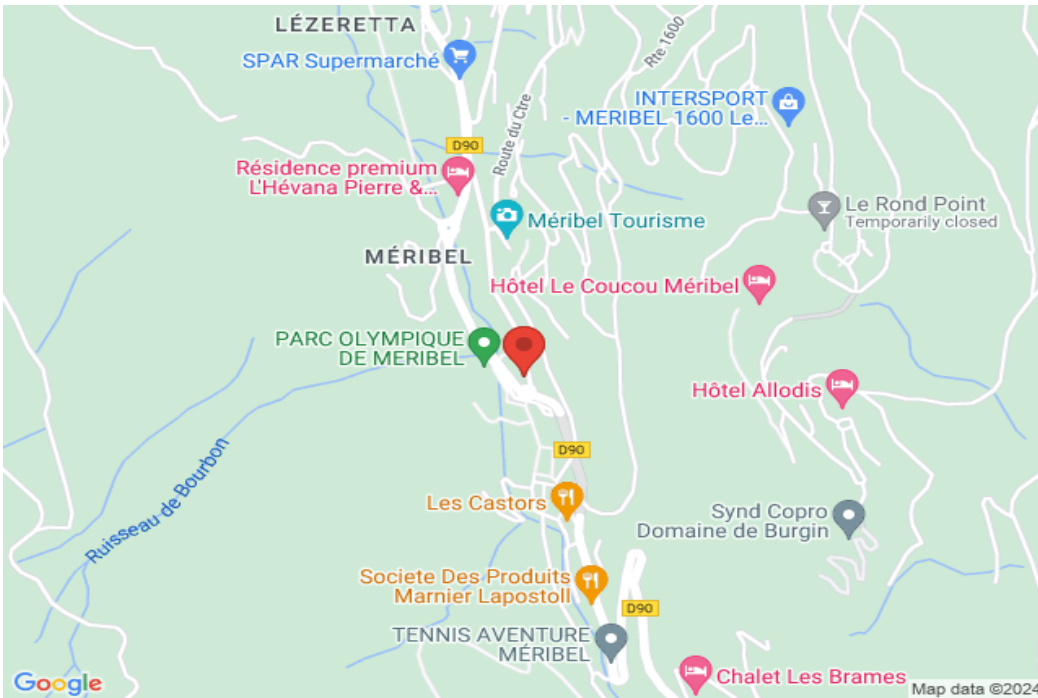 LÉZERETTA
SPAR Supermarché
Rte 1600
INTERSPORT
- MERIBEL 1600 Le...
Route du Ctre
D90
Résidence premium
L'Hévana Pierre &...
Le Rond Point
Temporarily closed
Méribel Tourisme
MÉRIBEL
Hôtel Le Coucou Méribel
PARC OLYMPIQUE
DE MERIBEL
Hôtel Allodis
D90
Ruisseau de Bourbon
Les Castors
Synd Copro
Domaine de Burgin
Societe Des Produits
Marnier Lapostoll
D90
TENNIS AVENTURE
MÉRIBEL
Chalet Les Brames
Google
Map data ©2024